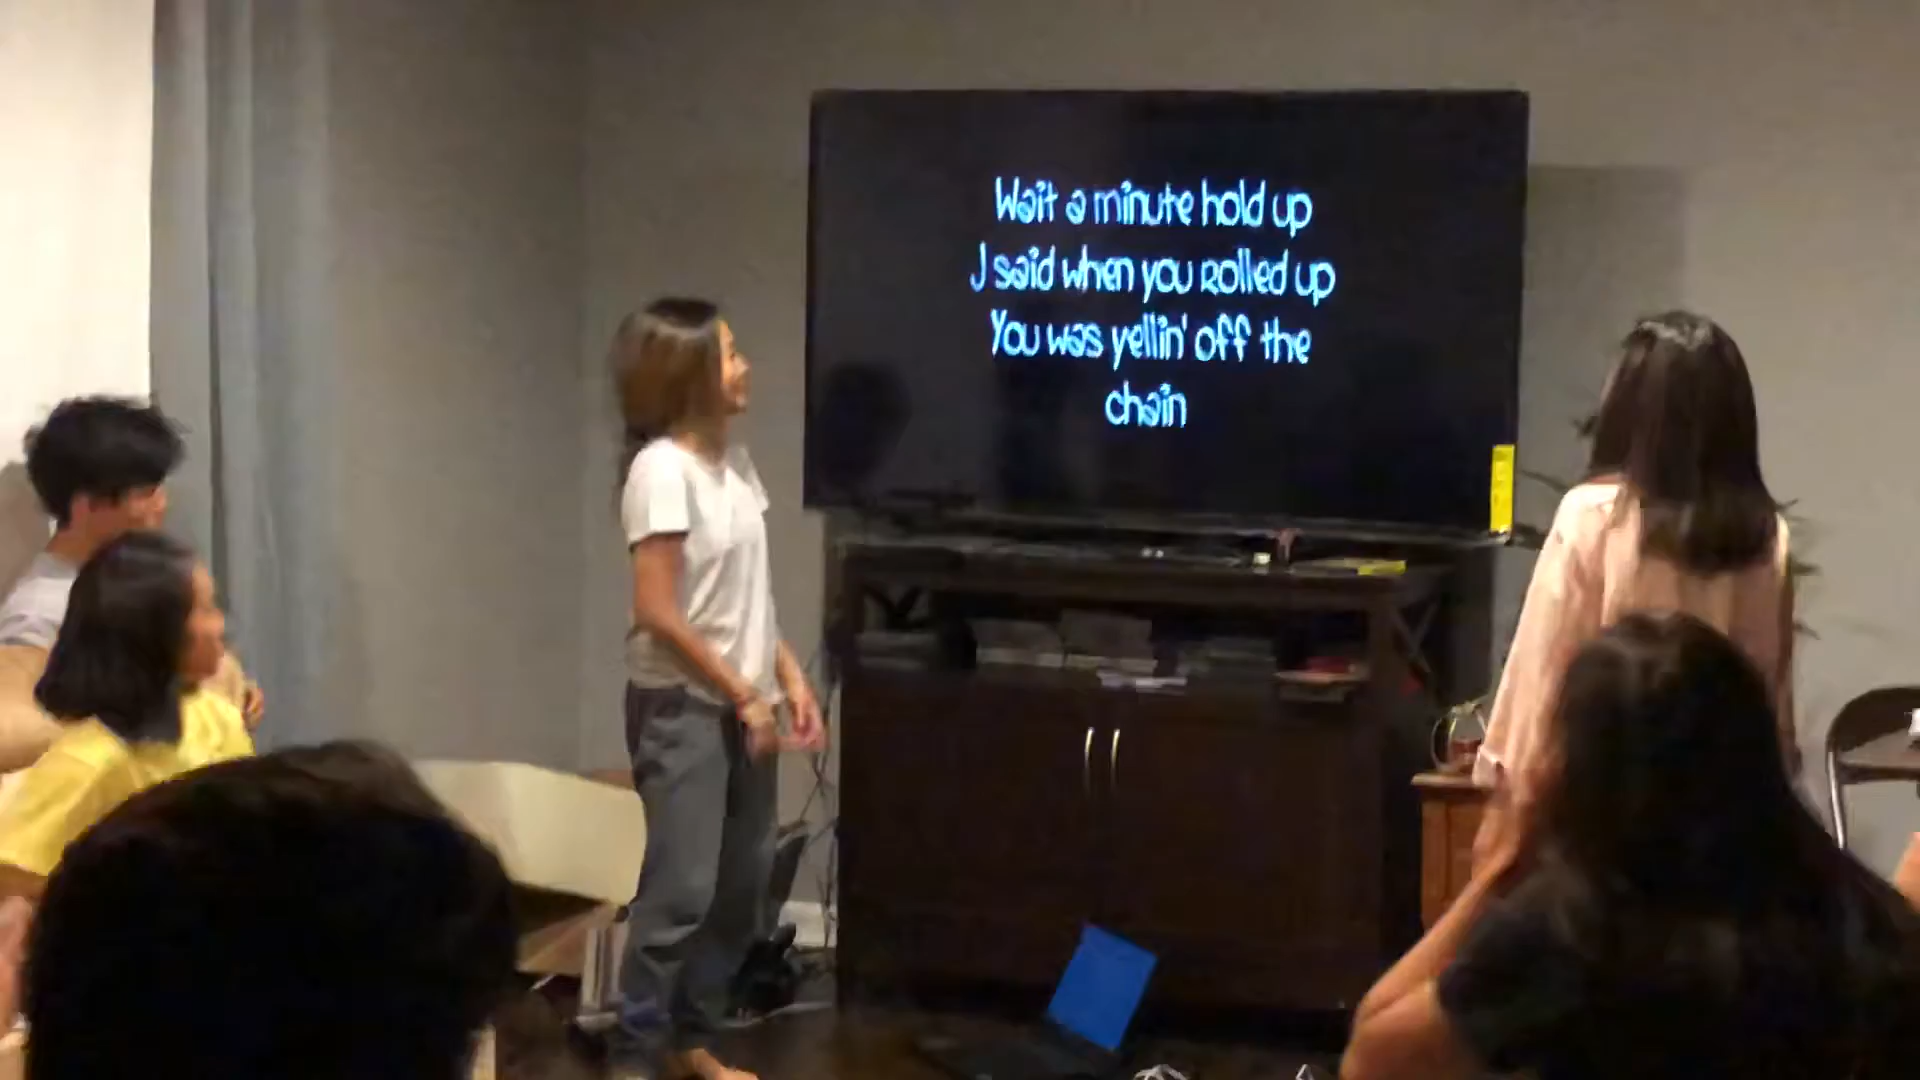 Wait a minute hold up
I said when you rolled up
You was yellin' off the
chain